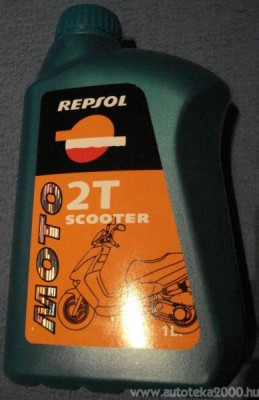 REPSOL
MOTO
2T
SCOOTER
1L.
www.autoteka2000.hu